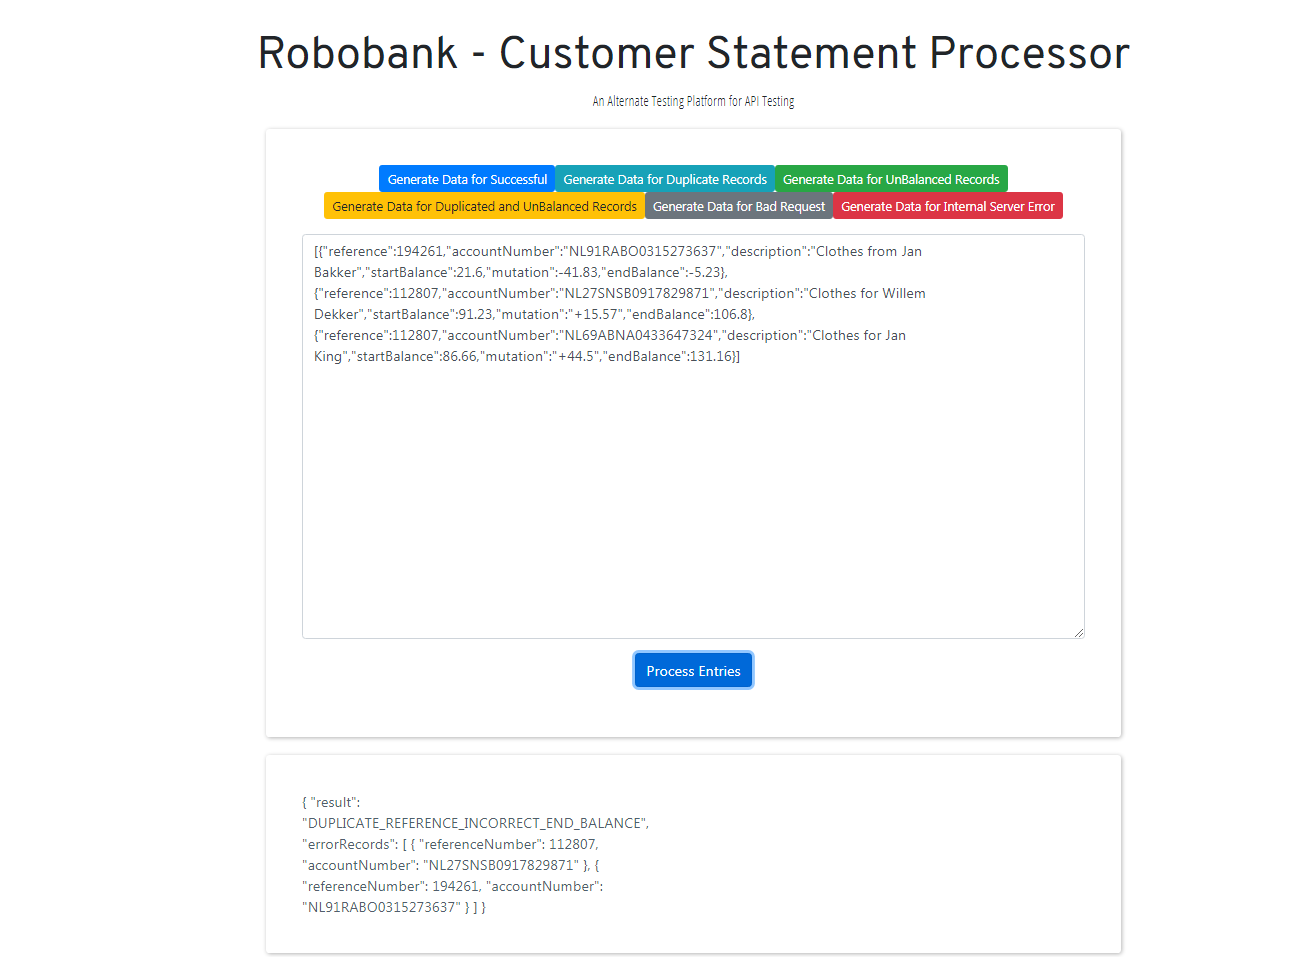 Robobank - Customer Statement Processor
An Alternate Testing Platform for API Testing
Generate Data for Successful Generate Data for Duplicate Records Generate Data for UnBalanced Records
Generate Data for Duplicated and UnBalanced Records Generate Data for Bad Request Generate Data for Internal Server Error
[{"reference":194261,"accountNumber":"NL91RABO0315273637","description":"Clothes from Jan
Bakker","startBalance":21.6,"mutation":-41.83,"endBalance":-5.23},
{"reference":112807,"accountNumber":"NL27SNSB0917829871","description":"Clothes for Willem
Dekker","startBalance":91.23,"mutation":"+15.57","endBalance":106.8},
{"reference":112807,"accountNumber":"NL69ABNA0433647324","description":"Clothes for Jan
King","startBalance":86.66,"mutation":"+44.5","endBalance":131.16}]
Process Entries
{ "result":
"DUPLICATE_REFERENCE_INCORRECT_END_BALANCE",
"errorRecords": [ { "referenceNumber": 112807,
"accountNumber": "NL27SNSB0917829871" }, {
"referenceNumber": 194261, "accountNumber":
"NL91RABO0315273637" } ] }